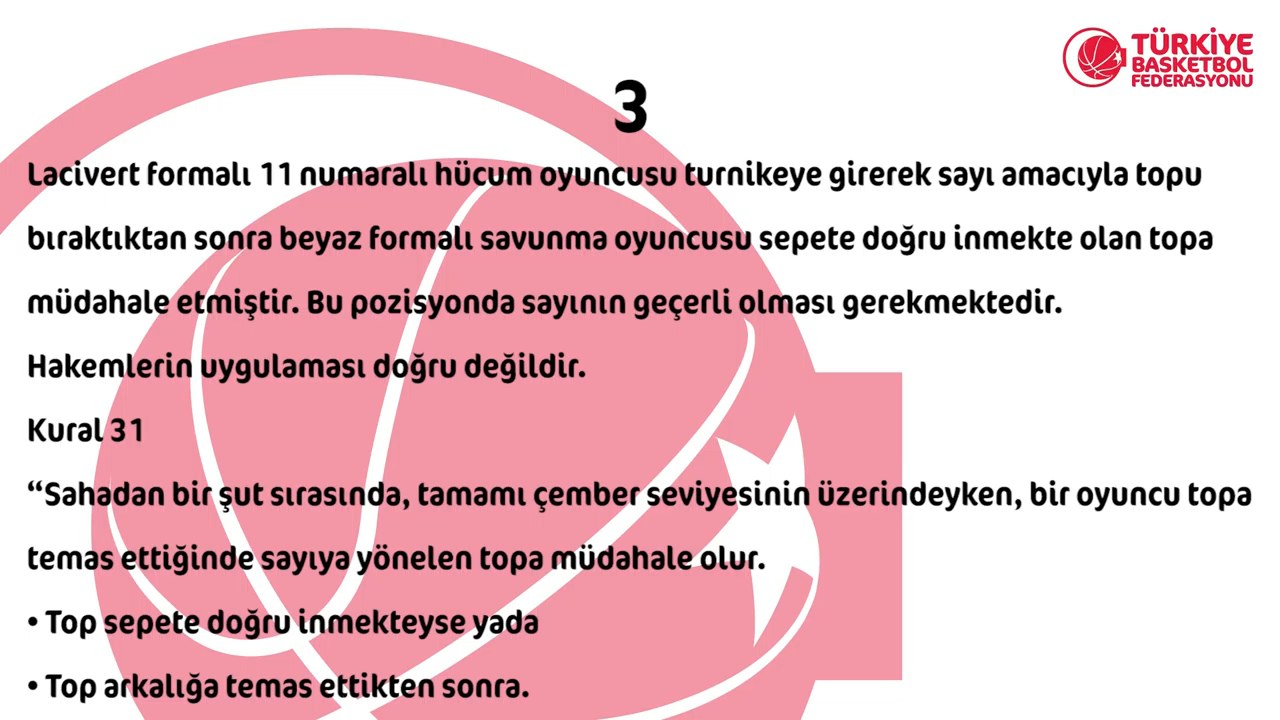 TÜRKİYE
BASKETBOL
FEDERASYONU
3
Lacivert formalı 11 numaralı hücum oyuncusu turnikeye girerek sayı amacıyla topu
bıraktıktan sonra beyaz formalı savunma oyuncusu sepete doğru inmekte olan topa
müdahale etmiştir. Bu pozisyonda sayının geçerli olması gerekmektedir.
Hakemlerin uygulaması doğru değildir.
Kural 31
“Sahadan bir şut sırasında, tamamı çember seviyesinin üzerindeyken, bir oyuncu topa
temas ettiğinde sayıya yönelen topa müdahale olur.
• Top sepete doğru inmekteyse yada
• Top arkalığa temas ettikten sonra.